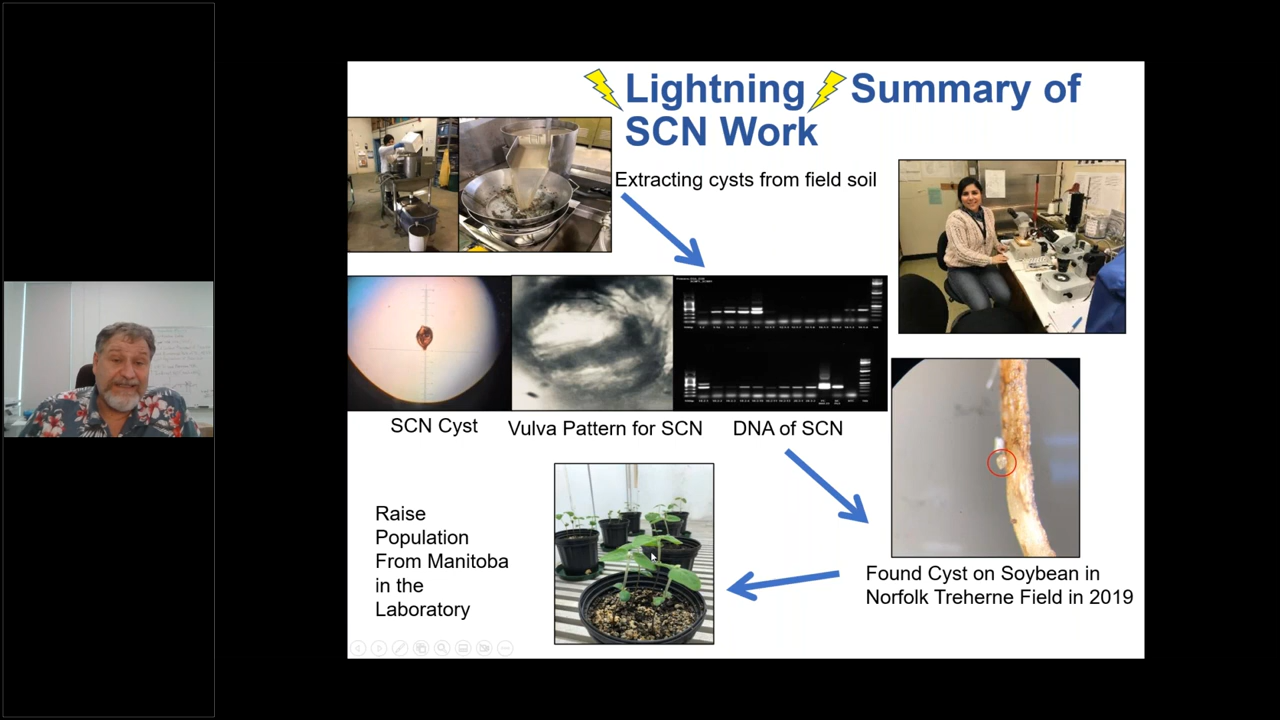 Lightning Summary of
SCN Work
Extracting cysts from field soil
SCN Cyst
Vulva Pattern for SCN
DNA of SCN
Raise
Population
From Manitoba
in the
Laboratory
Found Cyst on Soybean in
Norfolk Treherne Field in 2019